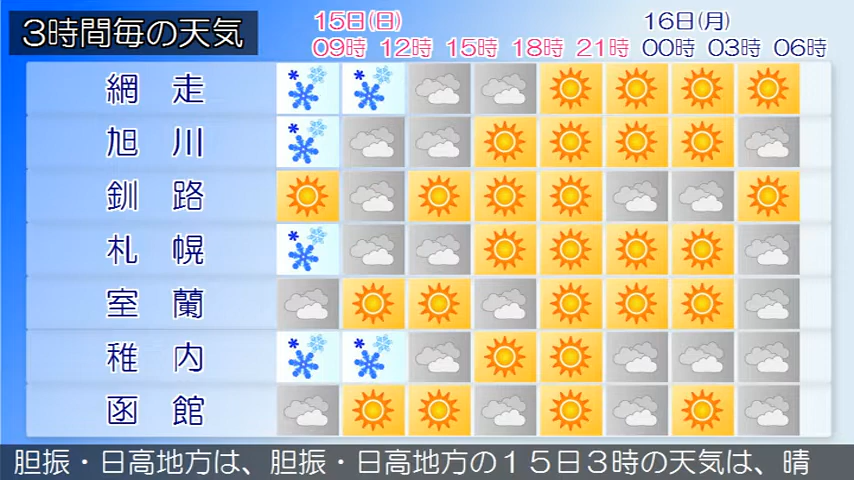 3時間毎の天気
15日(日) 16日(月)
09時 12時 15時 18時 21時 00時 03時 06時
網走
旭川
釧路
札幌
室蘭
稚内
函館
胆振・日高地方は、胆振・日高地方の１５日３時の天気は、晴